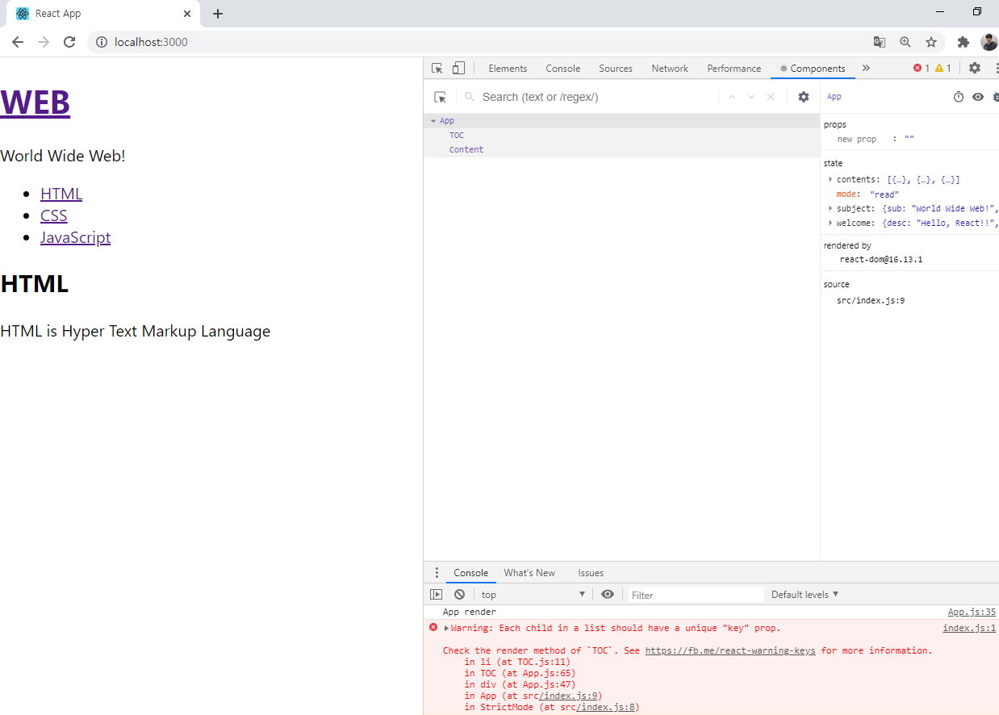 React App
localhost:3000
WEB
World Wide Web!
HTML
CSS
JavaScript
HTML
HTML is Hyper Text Markup Language
Elements Console Sources Network Performance Components 1 1
Search (text or /regex/)
App
TOC
Content
App
props
new prop : ""
state
contents: [{…}, {…}, {…}]
mode: "read"
subject: {sub: "World Wide Web!",
welcome: {desc: "Hello, React!!",
rendered by
react-dom@16.13.1
source
src/index.js:9
Console What's New Issues
top Filter Default levels ▼
App render App.js:35
Warning: Each child in a list should have a unique "key" prop. index.js:1
Check the render method of `TOC`. See https://fb.me/react-warning-keys for more information.
in li (at TOC.js:11)
in TOC (at App.js:65)
in div (at App.js:47)
in App (at src/index.js:9)
in StrictMode (at src/index.js:8)